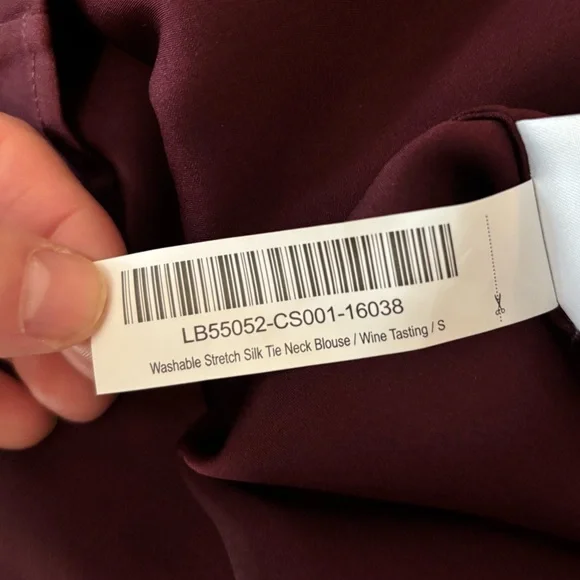 LB55052-CS001-16038
Washable Stretch Silk Tie Neck Blouse / Wine Tasting / S